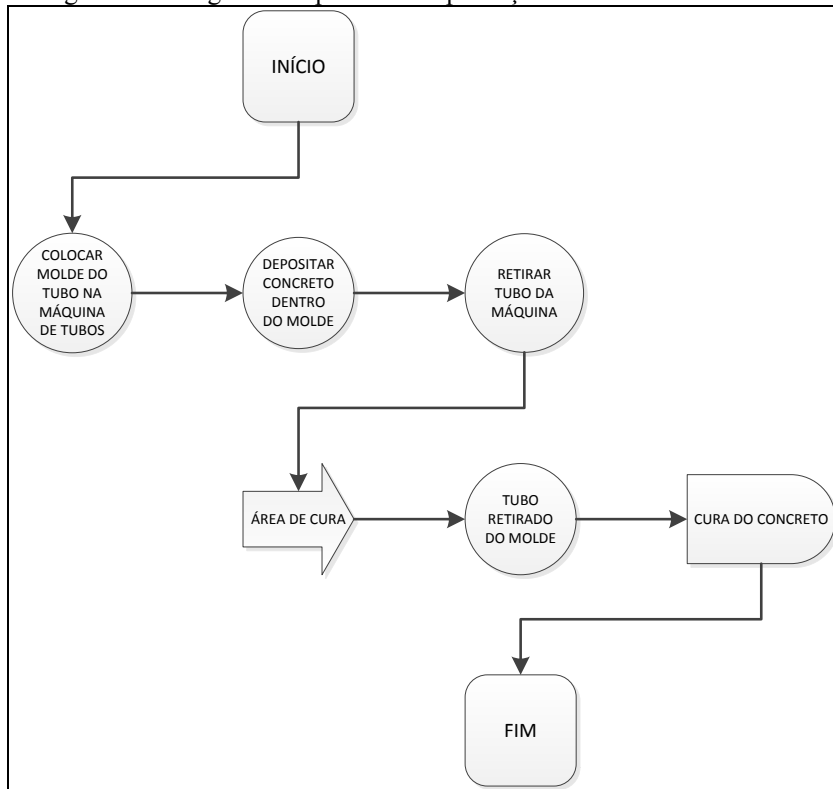 INÍCIO
COLOCAR
MOLDE DO
TUBO NA
MÁQUINA
DE TUBOS
DEPOSITAR
CONCRETO
DENTRO
DO MOLDE
RETIRAR
TUBO DA
MÁQUINA
ÁREA DE CURA
TUBO
RETIRADO
DO MOLDE
CURA DO CONCRETO
FIM